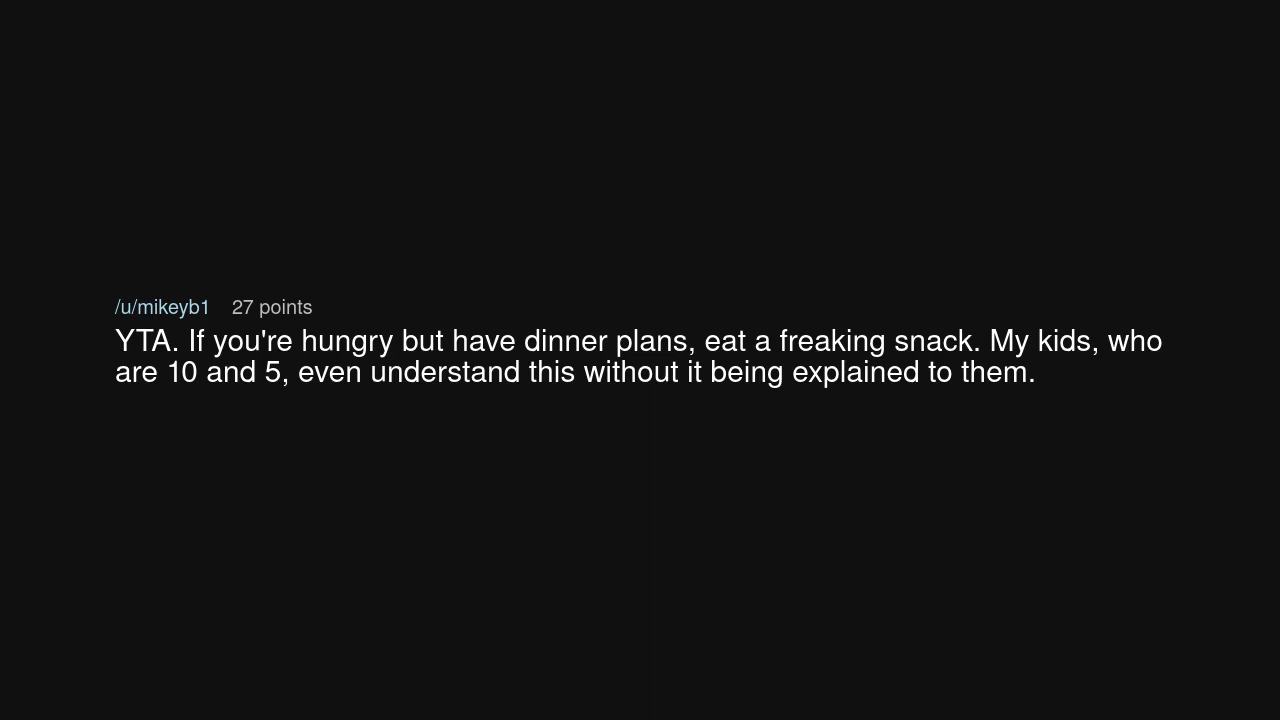 /u/mikeyb1 27 points
YTA. If you're hungry but have dinner plans, eat a freaking snack. My kids, who
are 10 and 5, even understand this without it being explained to them.